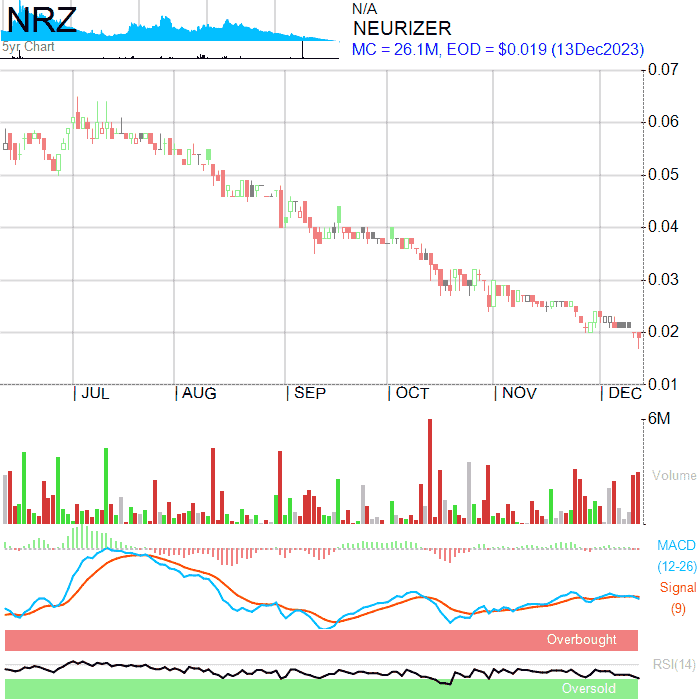 NRZ
5yr Chart
N/A
NEURIZER
MC = 26.1M, EOD = $0.019 (13Dec2023)
0.07
0.06
0.05
0.04
0.03
0.02
0.01
JUL AUG SEP OCT NOV DEC
6M
Volume
MACD
(12-26)
Signal
(9)
Overbought
RSI(14)
Oversold